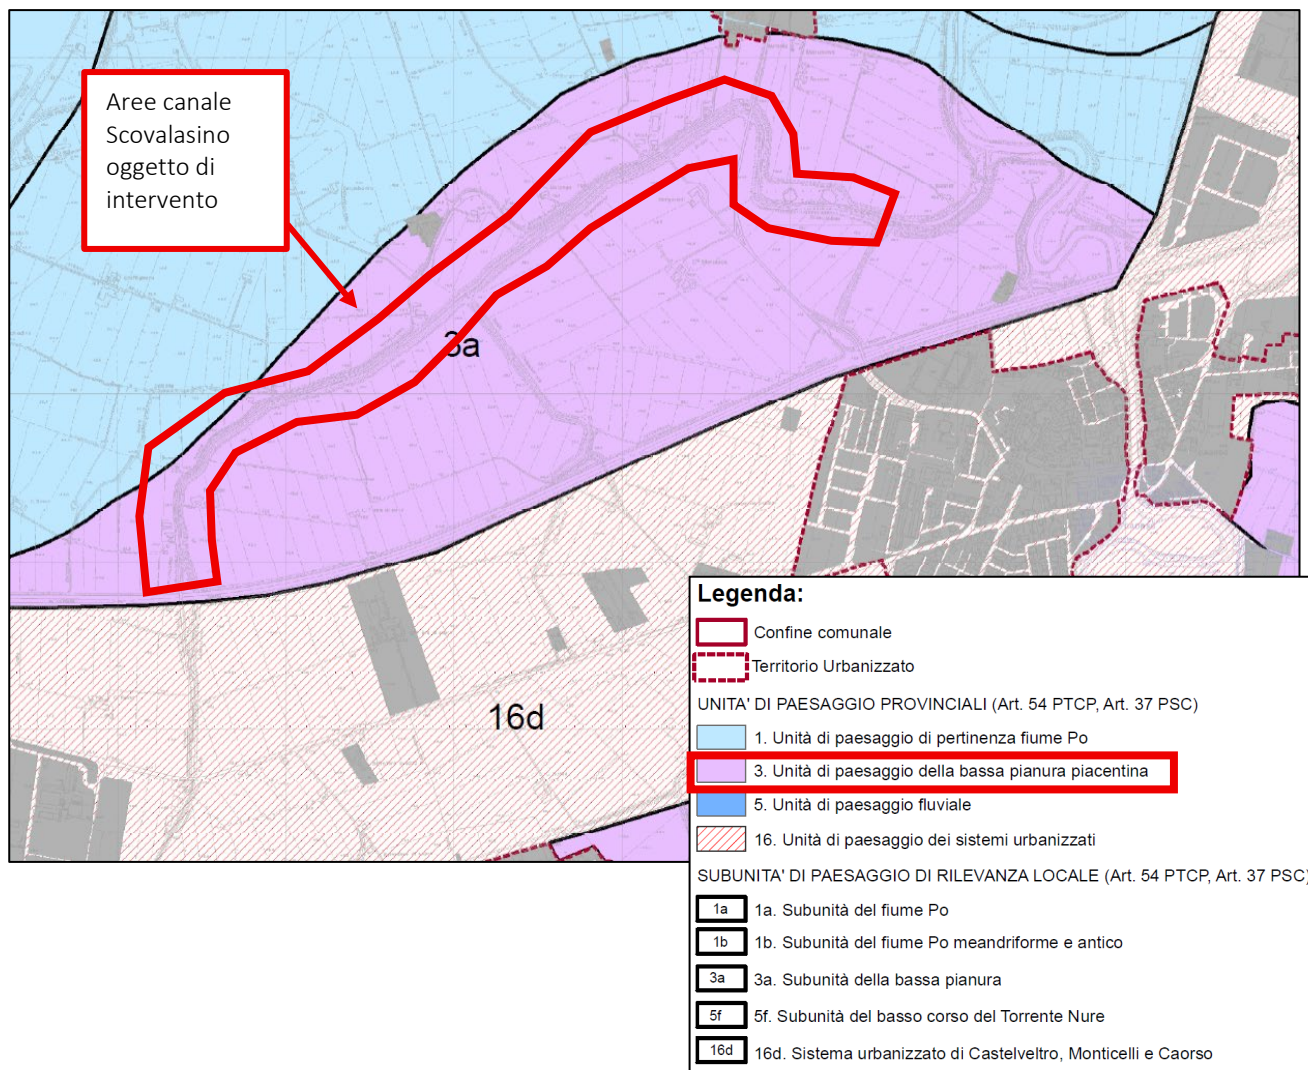 Aree canale
Scovalasino
oggetto di
intervento
3a
16d
Legenda:
Confine comunale
Territorio Urbanizzato
UNITA' DI PAESAGGIO PROVINCIALI (Art. 54 PTCP, Art. 37 PSC)
1. Unità di paesaggio di pertinenza fiume Po
3. Unità di paesaggio della bassa pianura piacentina
5. Unità di paesaggio fluviale
16. Unità di paesaggio dei sistemi urbanizzati
SUBUNITA' DI PAESAGGIO DI RILEVANZA LOCALE (Art. 54 PTCP, Art. 37 PSC)
1a 1a. Subunità del fiume Po
1b 1b. Subunità del fiume Po meandriforme e antico
3a 3a. Subunità della bassa pianura
5f 5f. Subunità del basso corso del Torrente Nure
16d 16d. Sistema urbanizzato di Castelveltro, Monticelli e Caorso